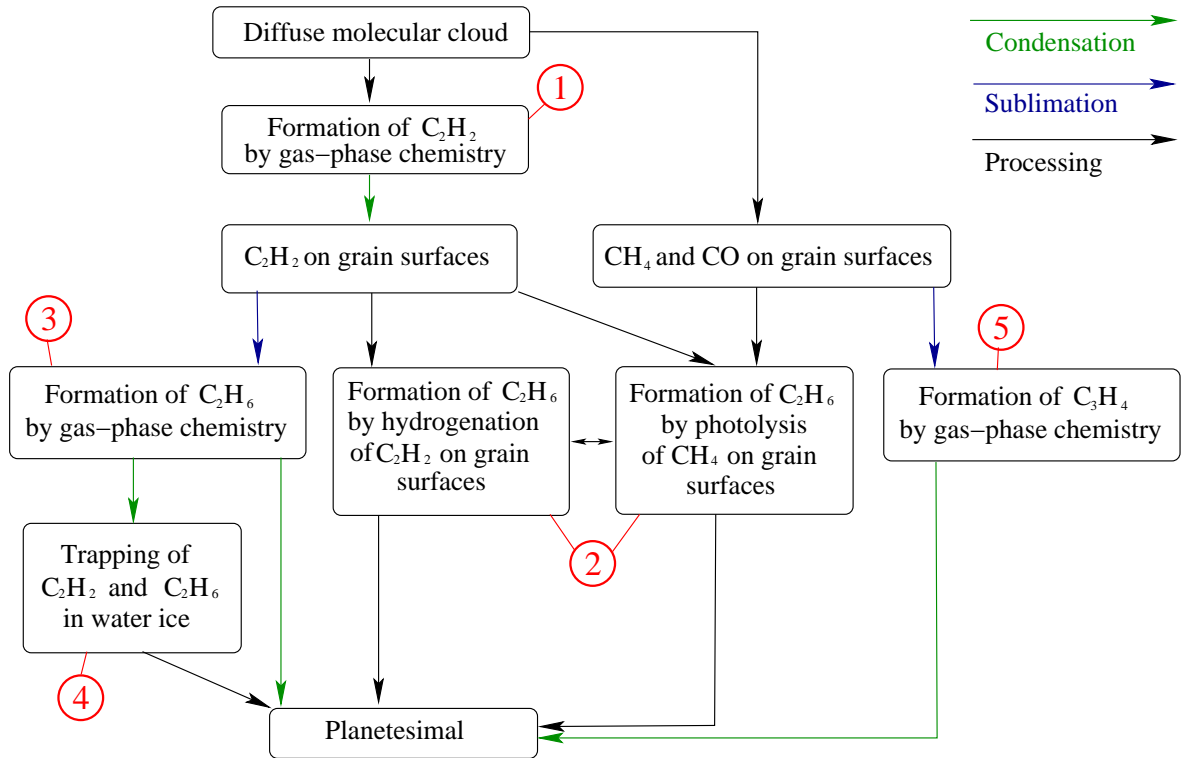 Diffuse molecular cloud
Condensation
Sublimation
Processing
1
Formation of C₂H₂
by gas−phase chemistry
C₂H₂ on grain surfaces
CH₄ and CO on grain surfaces
3
5
Formation of C₂H₆
by gas−phase chemistry
Formation of C₂H₆
by hydrogenation
of C₂H₂ on grain
surfaces
Formation of C₂H₆
by photolysis
of CH₄ on grain
surfaces
Formation of C₃H₄
by gas−phase chemistry
2
Trapping of
C₂H₂ and C₂H₆
in water ice
4
Planetesimal